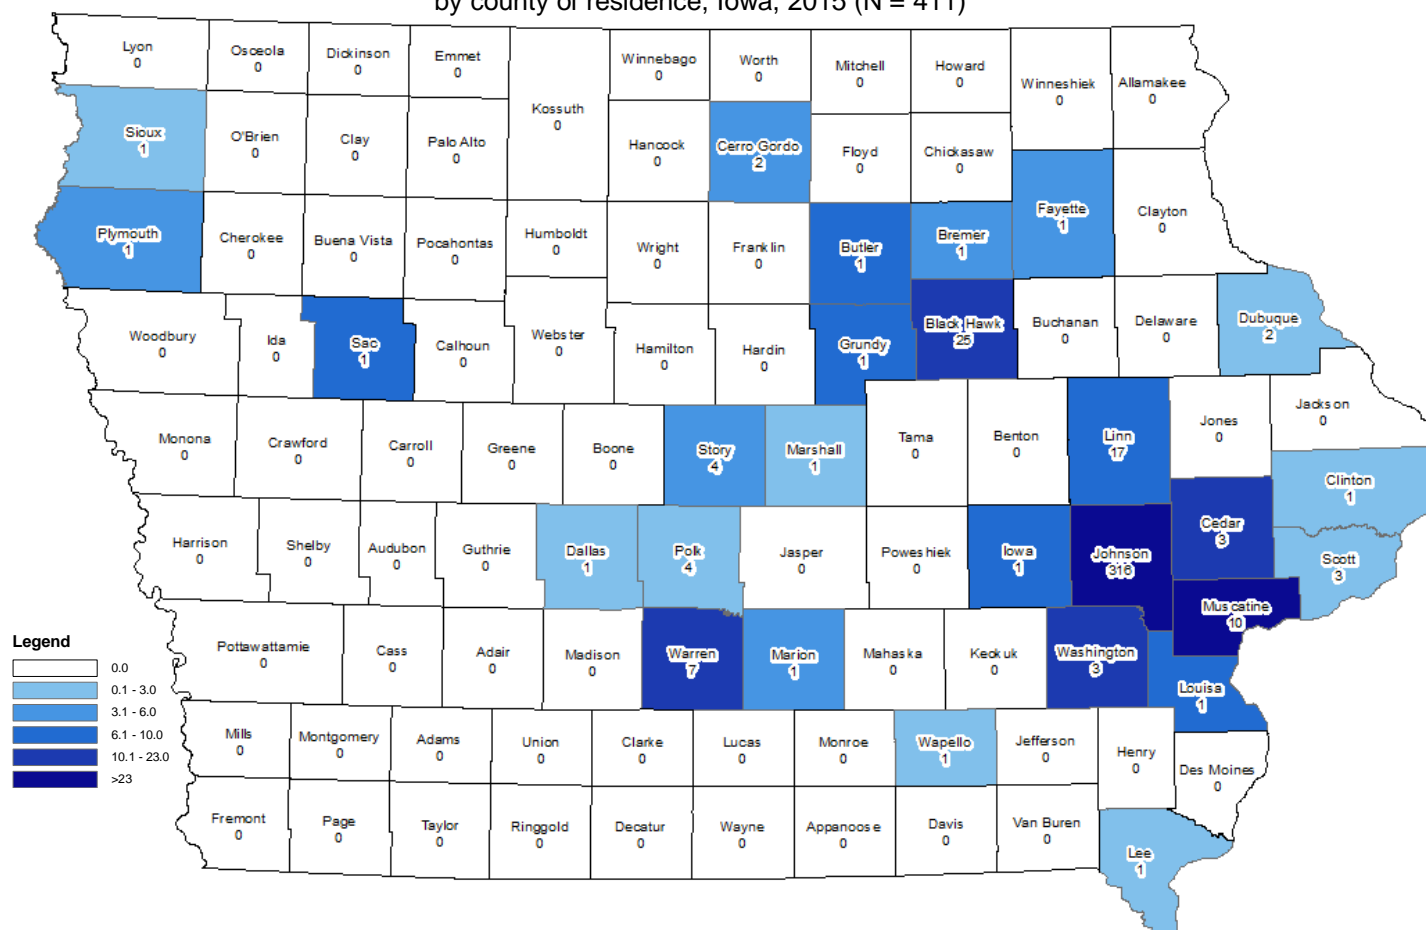 by county of residence, Iowa, 2015 (N = 411)
Lyon
0
Osceola
0
Dickinson
0
Emmet
0
Kossuth
0
Winnebago
0
Worth
0
Mitchell
0
Howard
0
Winneshiek
0
Allamakee
0
Sioux
1
O'Brien
0
Clay
0
Palo Alto
0
Hancock
0
Cerro Gordo
2
Floyd
0
Chickasaw
0
Fayette
1
Clayton
0
Plymouth
1
Cherokee
0
Buena Vista
0
Pocahontas
0
Humboldt
0
Wright
0
Franklin
0
Butler
1
Bremer
1
Woodbury
0
Ida
0
Sac
1
Calhoun
0
Webster
0
Hamilton
0
Hardin
0
Grundy
1
Black Hawk
25
Buchanan
0
Delaware
0
Dubuque
2
Monona
0
Crawford
0
Carroll
0
Greene
0
Boone
0
Story
4
Marshall
1
Tama
0
Benton
0
Linn
17
Jones
0
Jackson
0
Clinton
1
Harrison
0
Shelby
0
Audubon
0
Guthrie
0
Dallas
1
Polk
4
Jasper
0
Poweshiek
0
Iowa
1
Johnson
316
Cedar
3
Scott
3
Muscatine
10
Pottawattamie
0
Cass
0
Adair
0
Madison
0
Warren
7
Marion
1
Mahaska
0
Keokuk
0
Washington
3
Louisa
1
Mills
0
Montgomery
0
Adams
0
Union
0
Clarke
0
Lucas
0
Monroe
0
Wapello
1
Jefferson
0
Henry
0
Des Moines
0
Fremont
0
Page
0
Taylor
0
Ringgold
0
Decatur
0
Wayne
0
Appanoose
0
Davis
0
Van Buren
0
Lee
1
Legend
0.0
0.1 - 3.0
3.1 - 6.0
6.1 - 10.0
10.1 - 23.0
>23